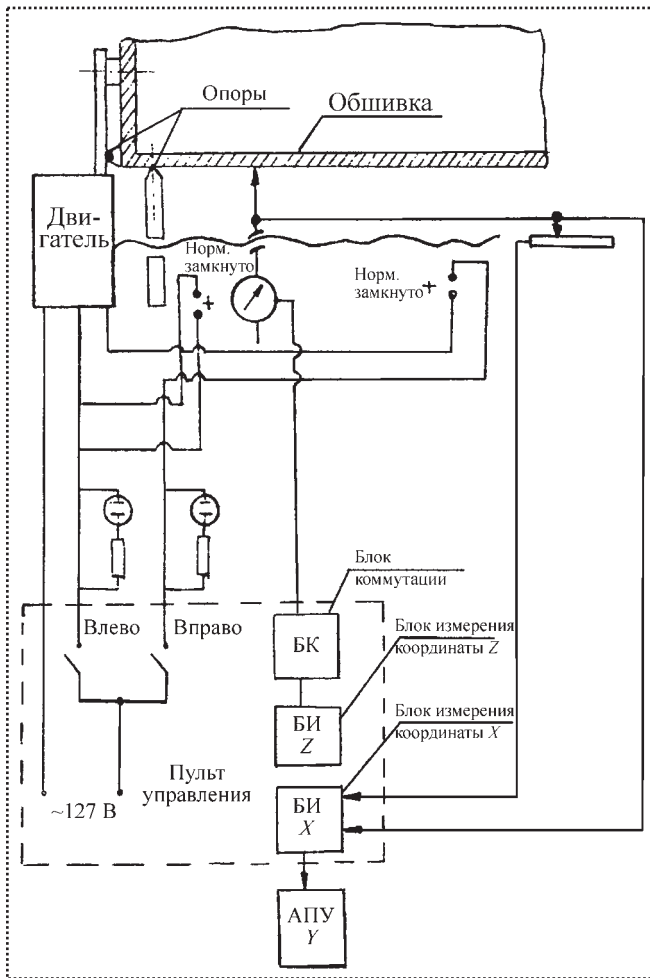 Опоры
Обшивка
Дви-
гатель
Норм.
замкнуто
+
Норм.
замкнуто
+
Блок
коммутации
Влево
Вправо
БК
Блок измерения
координаты Z
БИ
Z
Блок измерения
координаты X
Пульт
управления
~127 В
БИ
X
АПУ
Y